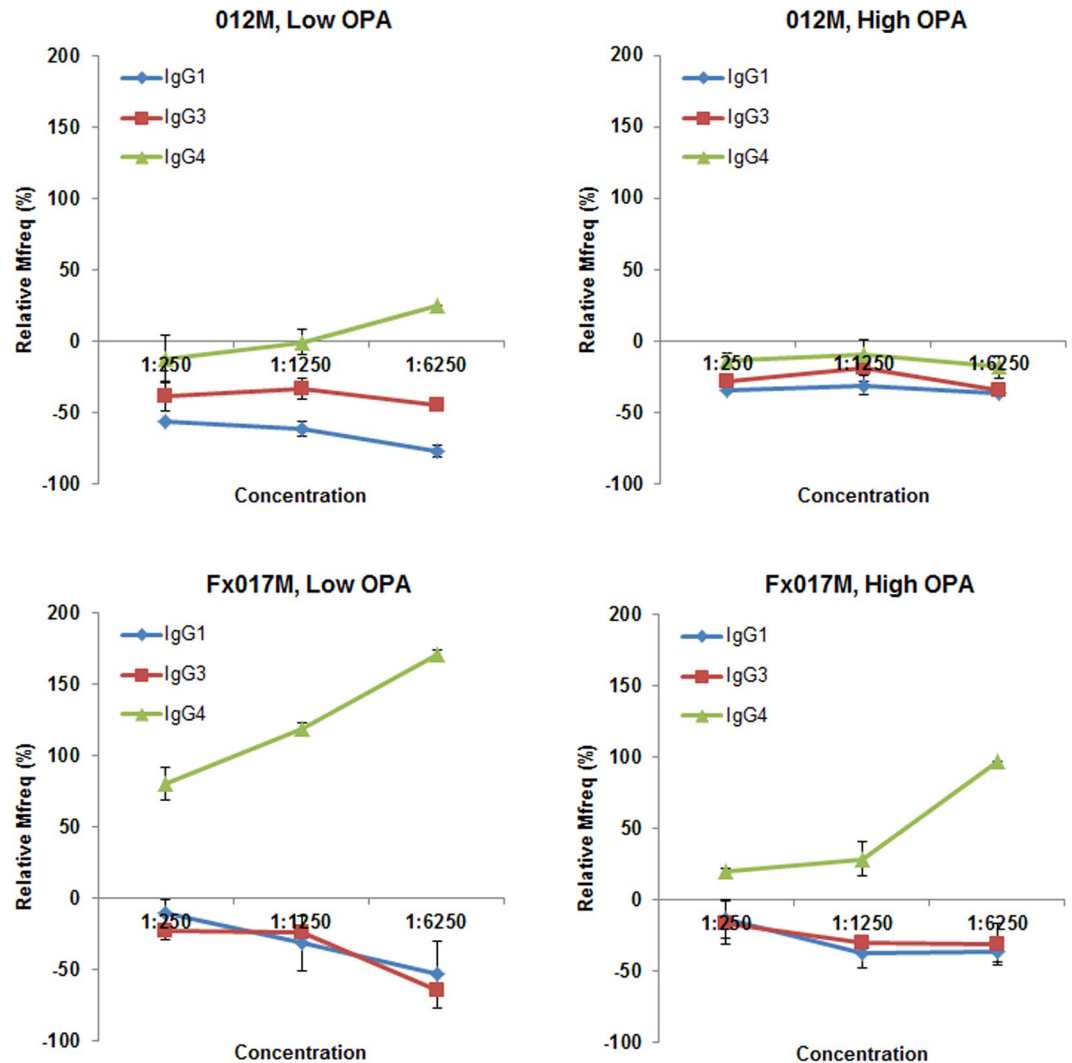 012M, Low OPA
Relative Mfreq (%)
200
150
100
50
0
-50
-100
IgG1
IgG3
IgG4
1:250
1:1250
1:6250
Concentration
012M, High OPA
Relative Mfreq (%)
200
150
100
50
0
-50
-100
IgG1
IgG3
IgG4
1:250
1:1250
1:6250
Concentration
Fx017M, Low OPA
Relative Mfreq (%)
200
150
100
50
0
-50
-100
IgG1
IgG3
IgG4
1:250
1:1250
1:6250
Concentration
Fx017M, High OPA
Relative Mfreq (%)
200
150
100
50
0
-50
-100
IgG1
IgG3
IgG4
1:250
1:1250
1:6250
Concentration